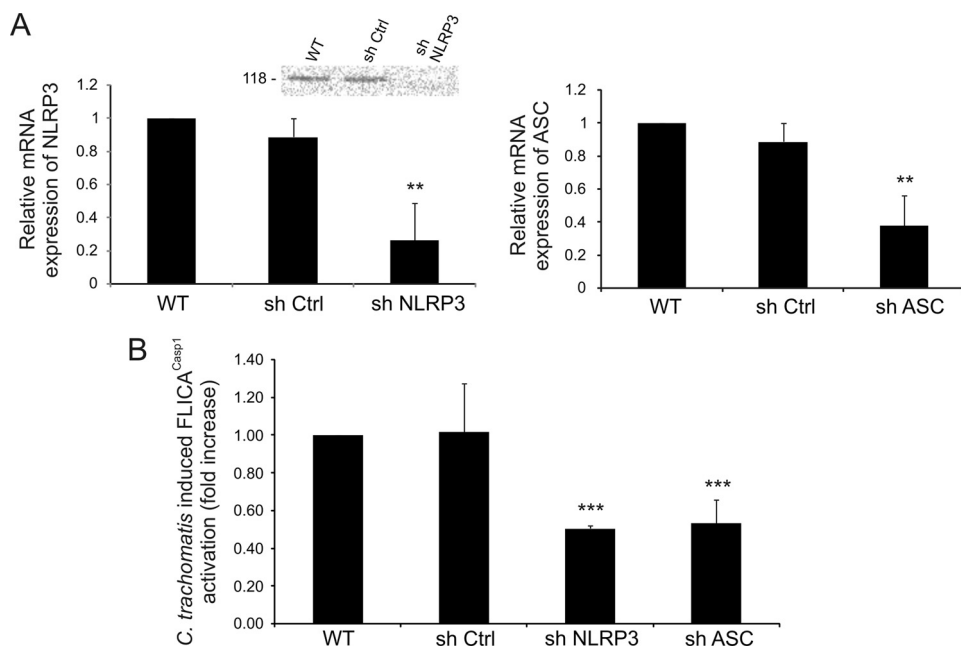 A
WT
sh Ctrl
sh
NLRP3
118 -
Relative mRNA
expression of NLRP3
1.2
1
0.8
0.6
0.4
0.2
0
**
WT
sh Ctrl
sh NLRP3
Relative mRNA
expression of ASC
1.2
1
0.8
0.6
0.4
0.2
0
**
WT
sh Ctrl
sh ASC
B
C. trachomatis induced FLICA^Casp1
activation (fold increase)
1.40
1.20
1.00
0.80
0.60
0.40
0.20
0.00
***
***
WT
sh Ctrl
sh NLRP3
sh ASC